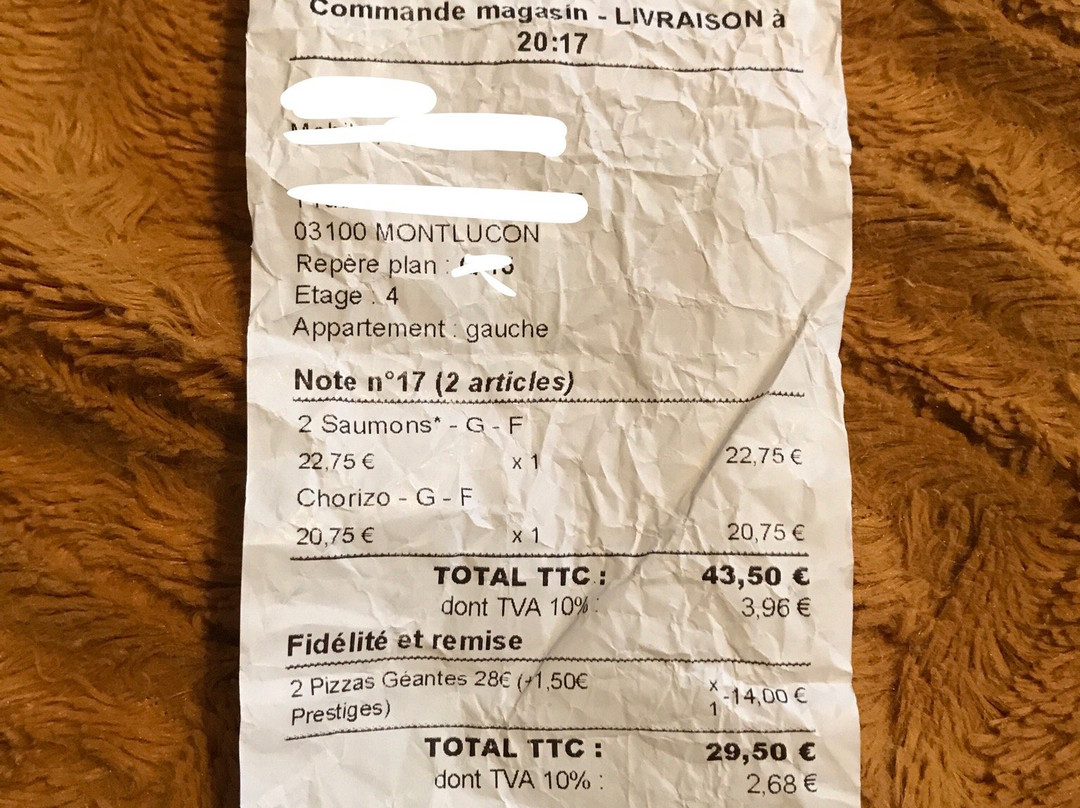 Commande magasin - LIVRAISON à
20:17
03100 MONTLUCON
Repère plan :
Etage : 4
Appartement : gauche
Note n°17 (2 articles)
2 Saumons* - G - F
22,75 € x 1 22,75 €
Chorizo - G - F
20,75 € x 1 20,75 €
TOTAL TTC : 43,50 €
dont TVA 10% : 3,96 €
Fidélité et remise
2 Pizzas Géantes 28€ (+1,50€
Prestiges)
x
1 -14,00 €
TOTAL TTC : 29,50 €
dont TVA 10% : 2,68 €